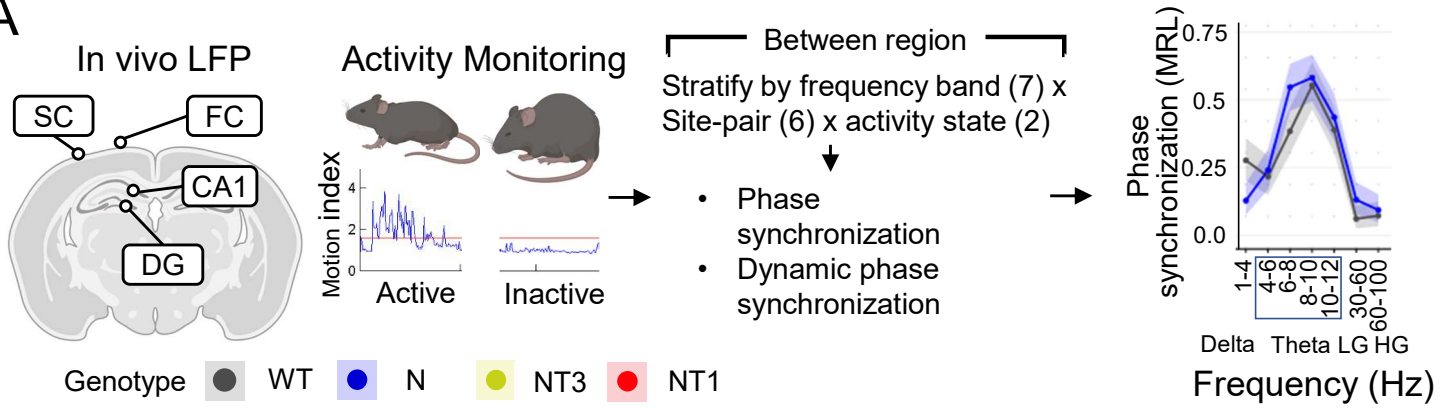 A
In vivo LFP
SC
FC
CA1
DG
Activity Monitoring
Motion index
4
2
0
Active
Inactive
Between region
Stratify by frequency band (7) x
Site-pair (6) x activity state (2)
• Phase
synchronization
• Dynamic phase
synchronization
Phase
synchronization (MRL)
0.75
0.5
0.25
0.0
1-4
4-6
6-8
8-10
10-12
30-60
60-100
Delta Theta LG HG
Frequency (Hz)
Genotype WT N NT3 NT1